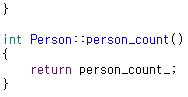 }
int Person::person_count()
{
    return person_count_;
}